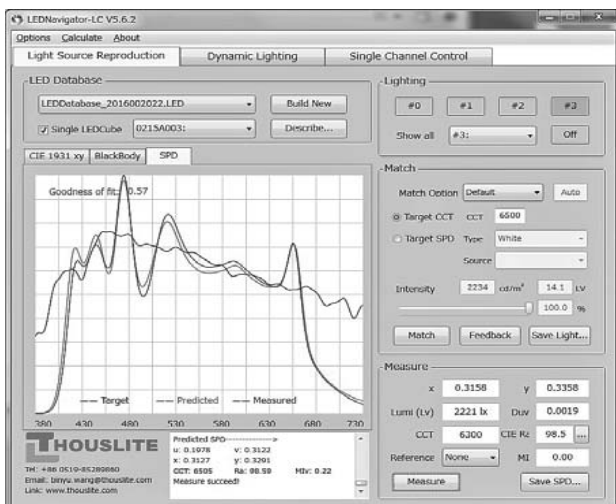 LEDNavigator-LC V5.6.2
Options Calculate About
Light Source Reproduction
Dynamic Lighting
Single Channel Control
LED Database
LEDDatabase_2016002022.LED
Build New
Single LEDCube
0215A003:
Describe...
CIE 1931 xy
BlackBody
SPD
Goodness of fit: 0.57
Target
Predicted
Measured
380 430 480 530 580 630 680 730
THOUSLITE
TH: +86 0519-85289860
Email: binyu.wang@thouslite.com
Link: www.thouslite.com
Predicted SPD---------->
u: 0.1978 v: 0.3122
x: 0.3127 y: 0.3291
CCT: 6505 Ra: 98.59 MIv: 0.22
Measure succeed!
Lighting
#0 #1 #2 #3
Show all #3: Off
Match
Match Option Default Auto
Target CCT CCT 6500
Target SPD Type White
Source
Intensity 2234 cd/m² 14.1 LV
100.0 %
Match Feedback Save Light...
Measure
x 0.3158 y 0.3358
Lumi (Lv) 2221 lx Duv 0.0019
CCT 6300 CIE Ra 98.5 ...
Reference None MI 0.00
Measure Save SPD...